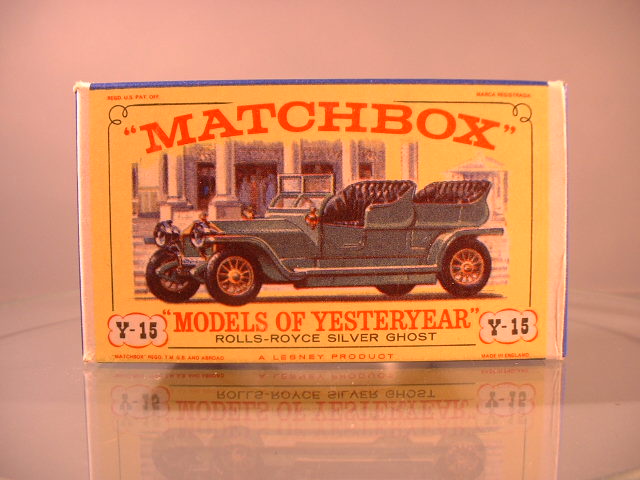 REGD. U.S. PAT. OFF. MARCA REGISTRADA
"MATCHBOX"
Y-15 "MODELS OF YESTERYEAR" Y-15
ROLLS-ROYCE SILVER GHOST
"MATCHBOX" REGD. T.M. G.B. AND ABROAD A LESNEY PRODUCT MADE IN ENGLAND